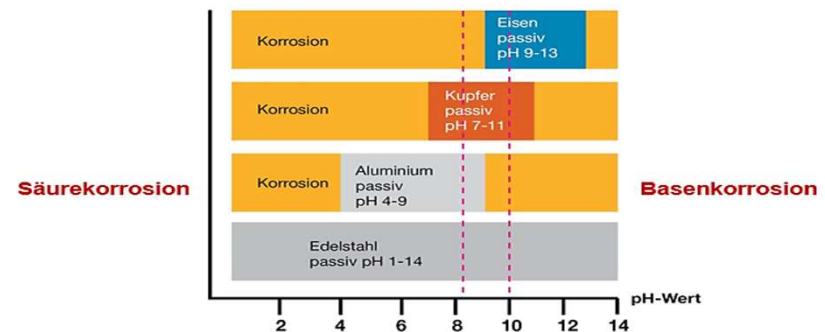 Korrosion
Eisen
passiv
pH 9-13
Korrosion
Kupfer
passiv
pH 7-11
Säurekorrosion
Korrosion
Aluminium
passiv
pH 4-9
Basenkorrosion
Edelstahl
passiv pH 1-14
pH-Wert
2 4 6 8 10 12 14